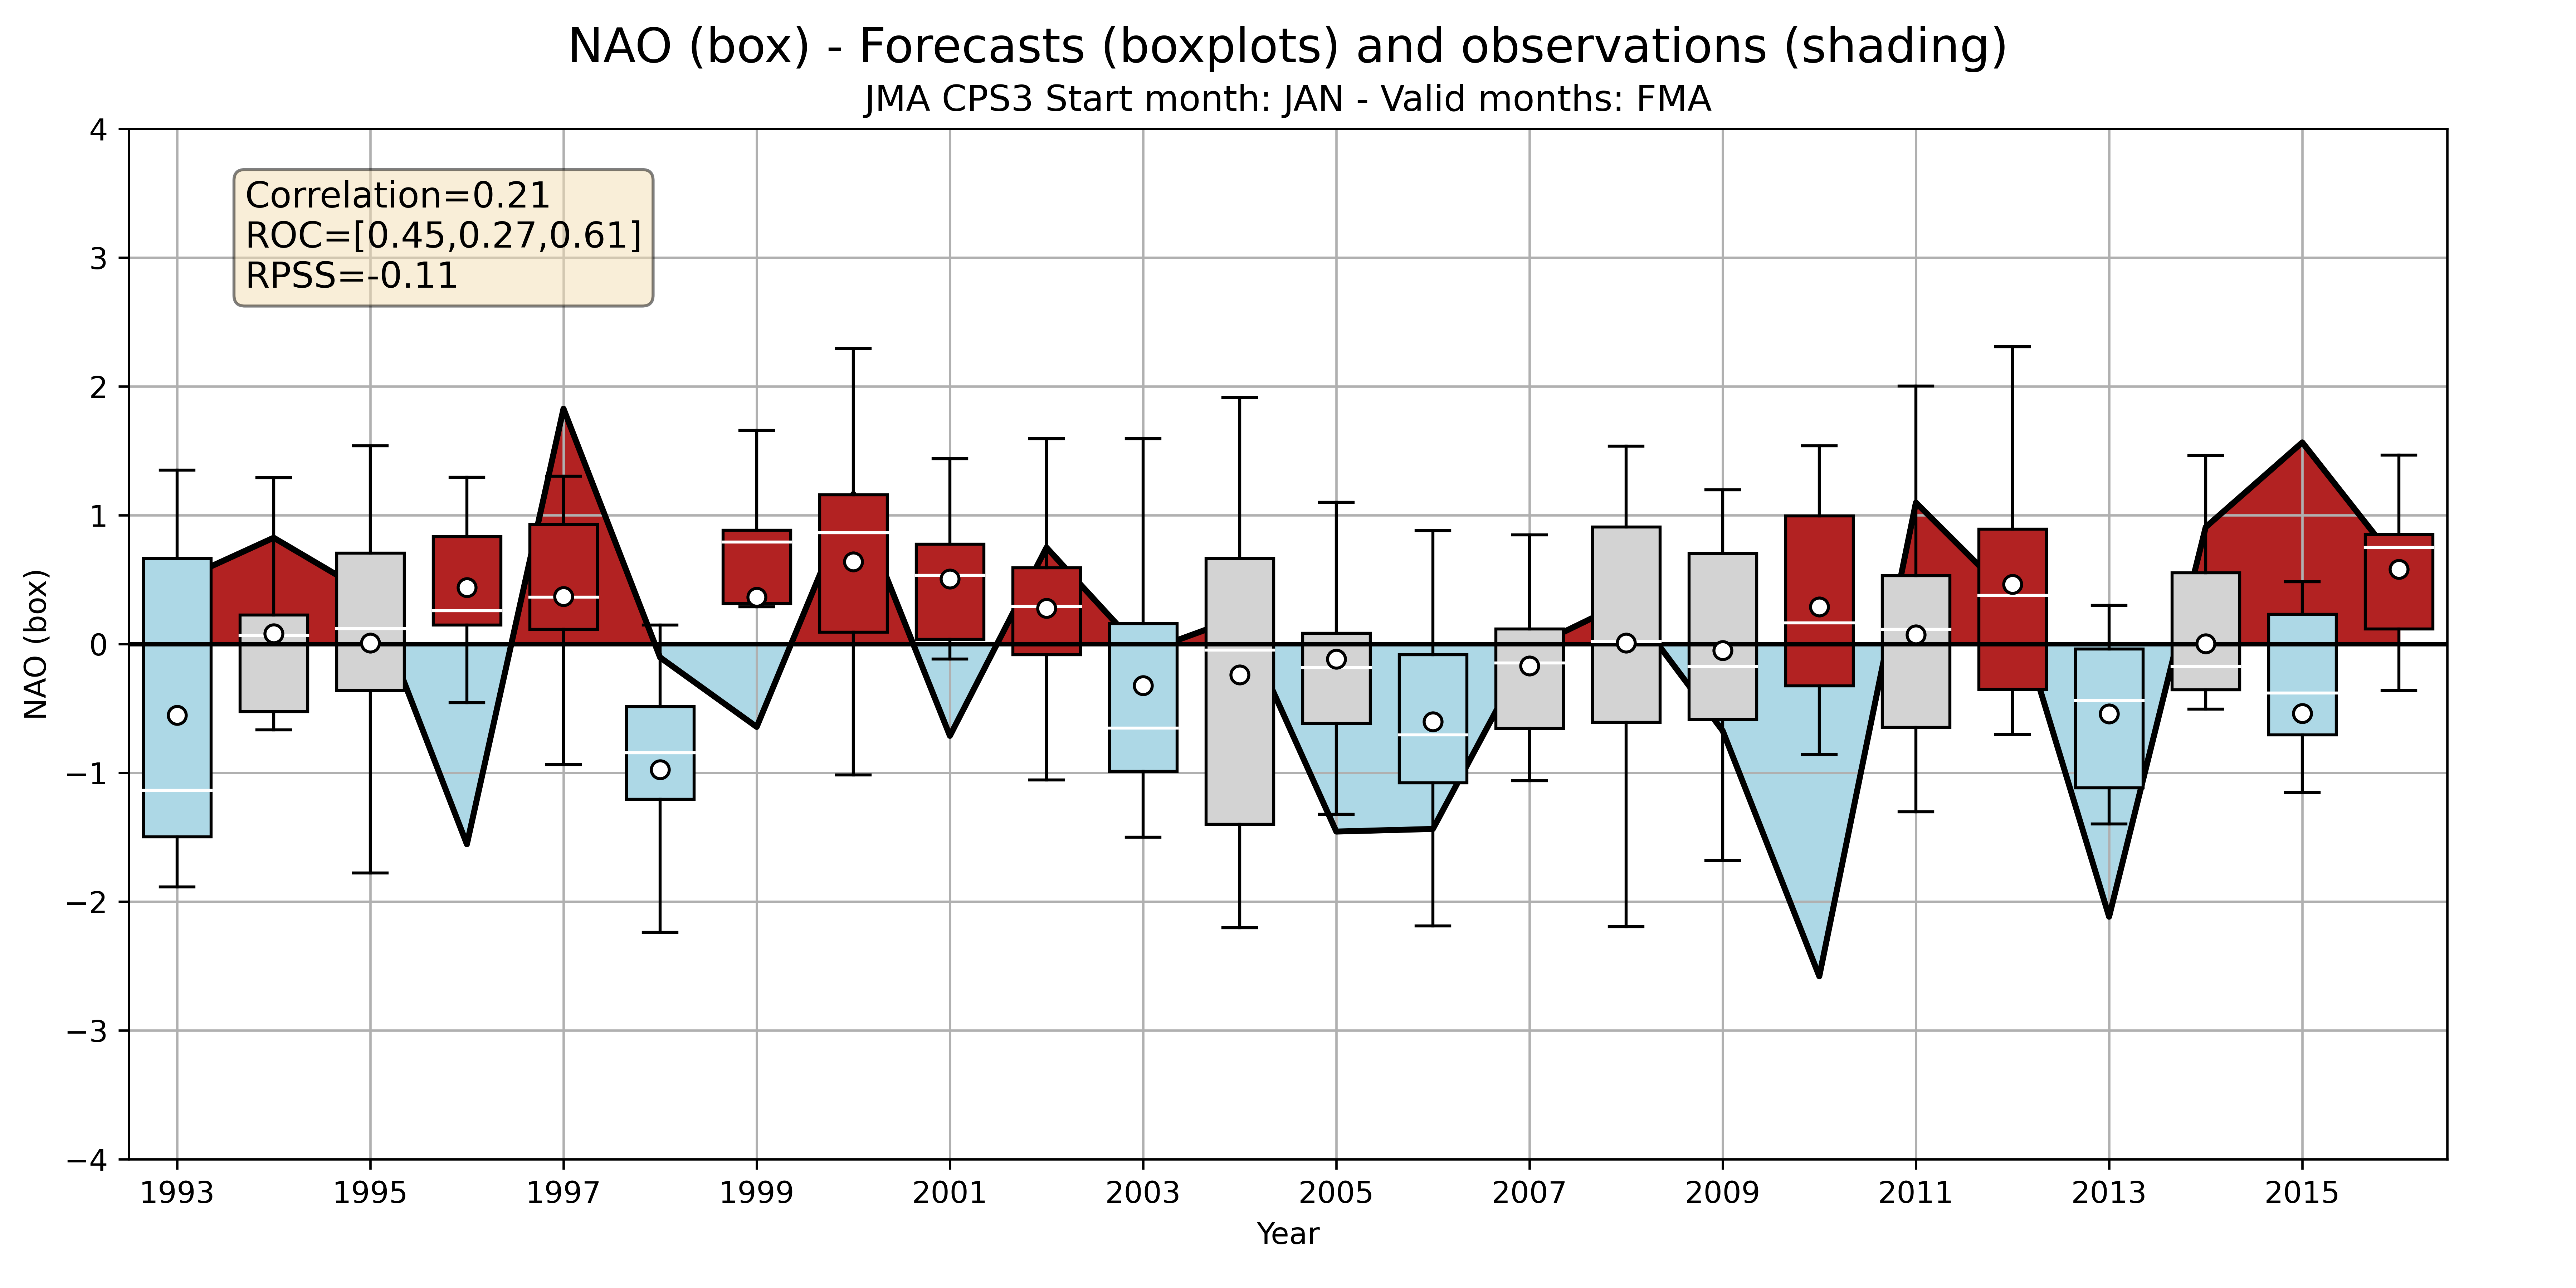 NAO (box) - Forecasts (boxplots) and observations (shading)
JMA CPS3 Start month: JAN - Valid months: FMA
Correlation=0.21
ROC=[0.45,0.27,0.61]
RPSS=-0.11
NAO (box)
4
3
2
1
0
−1
−2
−3
−4
1993 1995 1997 1999 2001 2003 2005 2007 2009 2011 2013 2015
Year